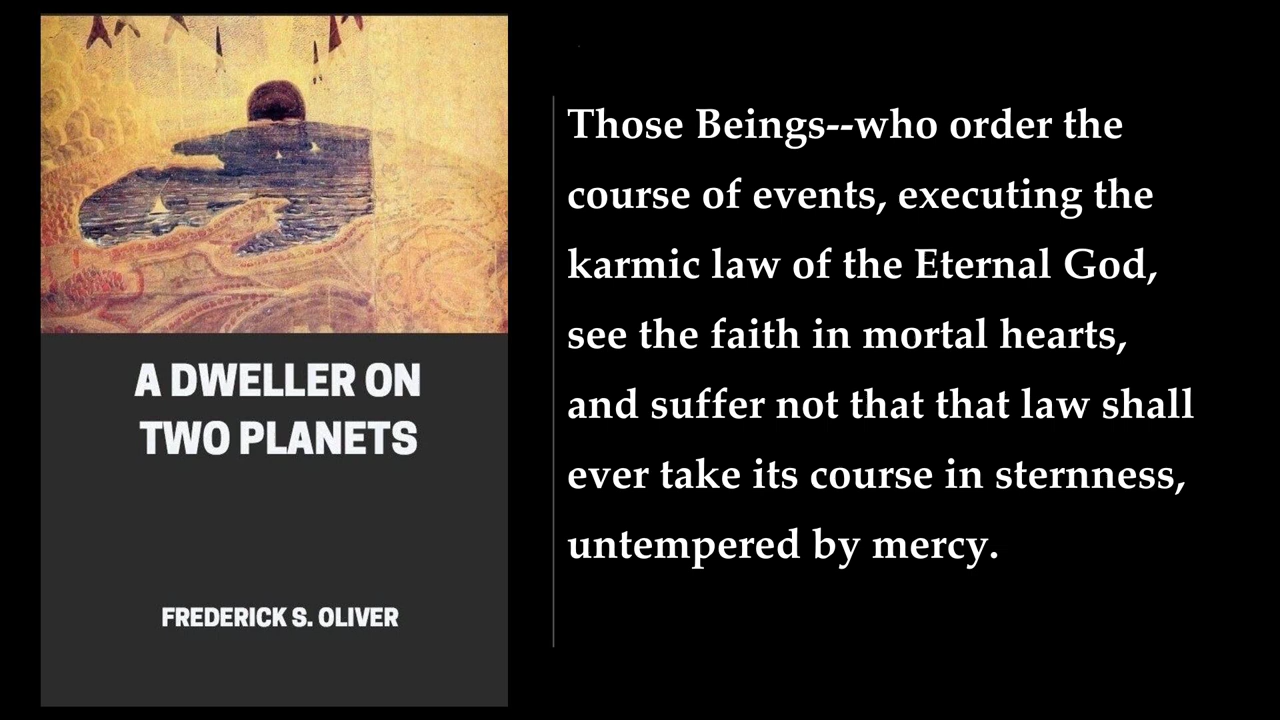 A DWELLER ON
TWO PLANETS
FREDERICK S. OLIVER
Those Beings--who order the
course of events, executing the
karmic law of the Eternal God,
see the faith in mortal hearts,
and suffer not that that law shall
ever take its course in sternness,
untempered by mercy.